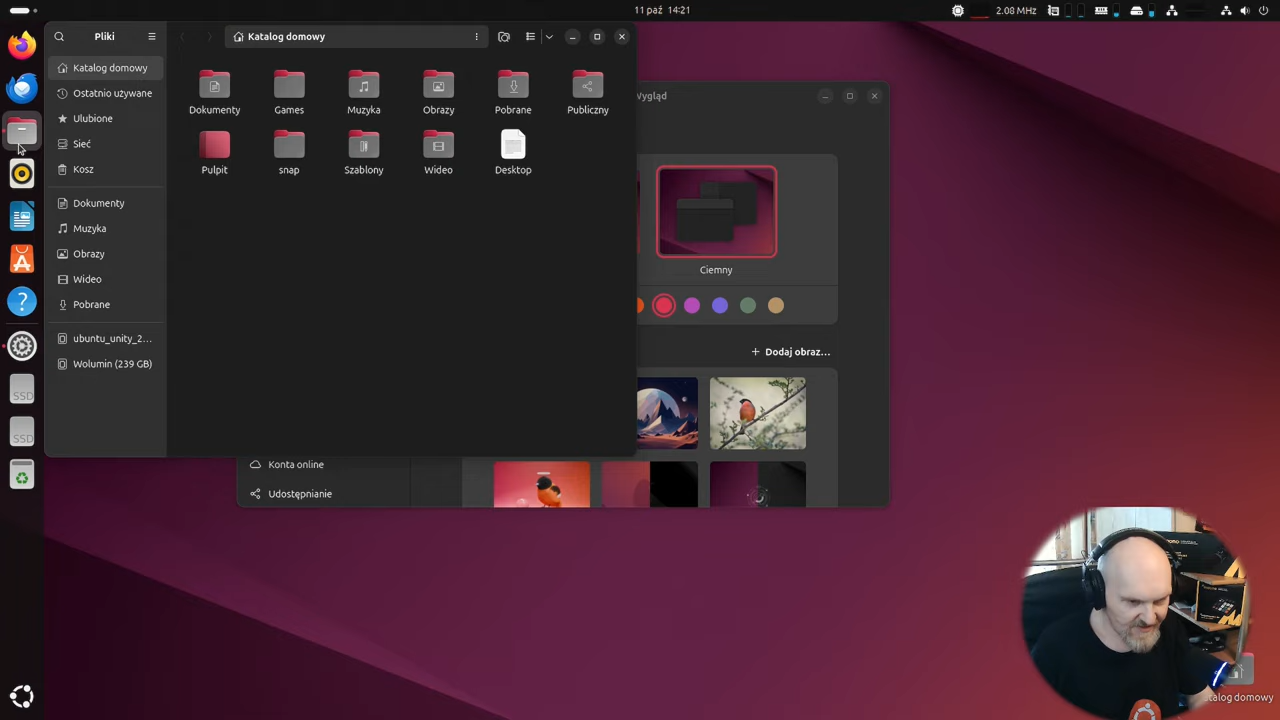 11 paź 14:21
2.08 MHz
Pliki
Katalog domowy
Katalog domowy
Ostatnio używane
Ulubione
Sieć
Kosz
Dokumenty
Muzyka
Obrazy
Wideo
Pobrane
ubuntu_unity_2...
Wolumin (239 GB)
Dokumenty
Games
Muzyka
Obrazy
Pobrane
Publiczny
Pulpit
snap
Szablony
Wideo
Desktop
Wygląd
Ciemny
+ Dodaj obraz...
Konta online
Udostępnianie
SSD
SSD
Katalog domowy